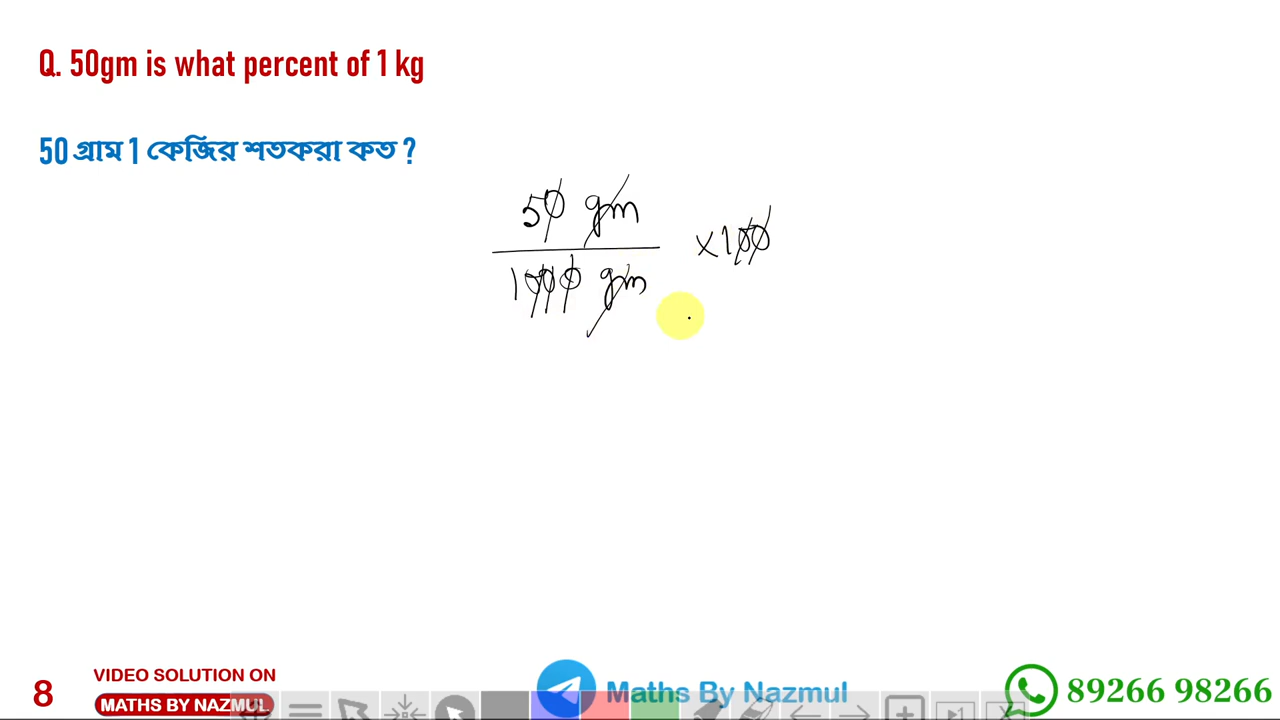 Q. 50gm is what percent of 1 kg
50 গ্রাম 1 কেজির শতকরা কত ?
50 gm
1000 gm
×100
8
VIDEO SOLUTION ON
MATHS BY NAZMUL
Maths By Nazmul
89266 98266